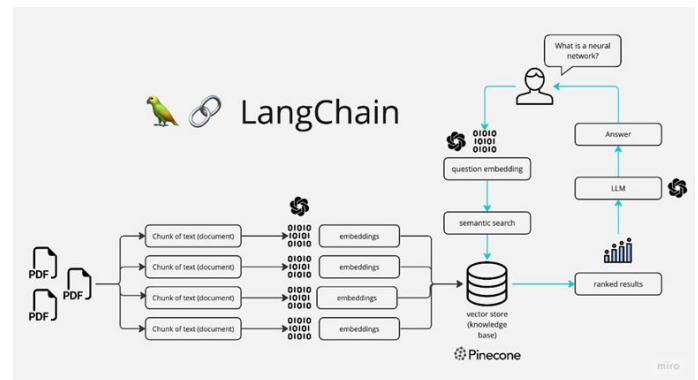 What is a neural
network?
LangChain
01010
10101
01010
Answer
question embedding
LLM
semantic search
01010
10101
01010
Chunk of text (document)
embeddings
01010
10101
01010
Chunk of text (document)
embeddings
01010
10101
01010
Chunk of text (document)
embeddings
01010
10101
01010
Chunk of text (document)
embeddings
PDF
PDF
PDF
ranked results
vector store
(knowledge
base)
Pinecone
miro